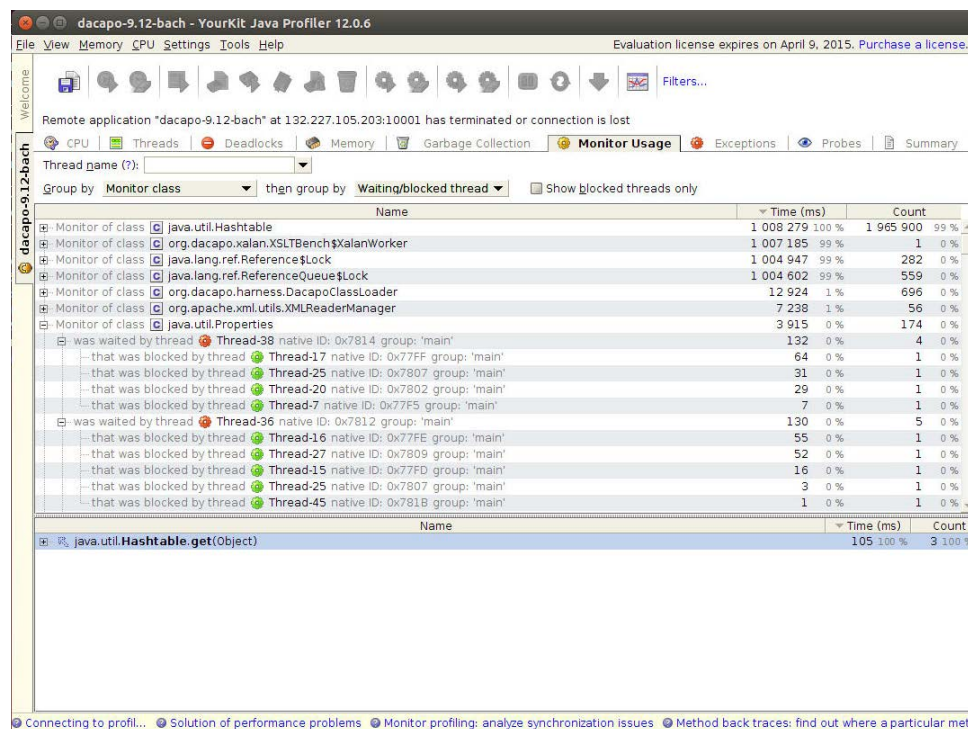 dacapo-9.12-bach - YourKit Java Profiler 12.0.6
File View Memory CPU Settings Tools Help Evaluation license expires on April 9, 2015. Purchase a license.
Welcome
dacapo-9.12-bach
Filters...
Remote application "dacapo-9.12-bach" at 132.227.105.203:10001 has terminated or connection is lost
CPU Threads Deadlocks Memory Garbage Collection Monitor Usage Exceptions Probes Summary
Thread name (?):
Group by Monitor class then group by Waiting/blocked thread Show blocked threads only
Name Time (ms) Count
Monitor of class java.util.Hashtable 1 008 279 100 % 1 965 900 99 %
Monitor of class org.dacapo.xalan.XSLTBench$XalanWorker 1 007 185 99 % 1 0 %
Monitor of class java.lang.ref.Reference$Lock 1 004 947 99 % 282 0 %
Monitor of class java.lang.ref.ReferenceQueue$Lock 1 004 602 99 % 559 0 %
Monitor of class org.dacapo.harness.DacapoClassLoader 12 924 1 % 696 0 %
Monitor of class org.apache.xml.utils.XMLReaderManager 7 238 1 % 56 0 %
Monitor of class java.util.Properties 3 915 0 % 174 0 %
was waited by thread Thread-38 native ID: 0x7814 group: 'main' 132 0 % 4 0 %
that was blocked by thread Thread-17 native ID: 0x77FF group: 'main' 64 0 % 1 0 %
that was blocked by thread Thread-25 native ID: 0x7807 group: 'main' 31 0 % 1 0 %
that was blocked by thread Thread-20 native ID: 0x7802 group: 'main' 29 0 % 1 0 %
that was blocked by thread Thread-7 native ID: 0x77F5 group: 'main' 7 0 % 1 0 %
was waited by thread Thread-36 native ID: 0x7812 group: 'main' 130 0 % 5 0 %
that was blocked by thread Thread-16 native ID: 0x77FE group: 'main' 55 0 % 1 0 %
that was blocked by thread Thread-27 native ID: 0x7809 group: 'main' 52 0 % 1 0 %
that was blocked by thread Thread-15 native ID: 0x77FD group: 'main' 16 0 % 1 0 %
that was blocked by thread Thread-25 native ID: 0x7807 group: 'main' 3 0 % 1 0 %
that was blocked by thread Thread-45 native ID: 0x781B group: 'main' 1 0 % 1 0 %
Name Time (ms) Count
java.util.Hashtable.get(Object) 105 100 % 3 100 %
Connecting to profil... Solution of performance problems Monitor profiling: analyze synchronization issues Method back traces: find out where a particular met